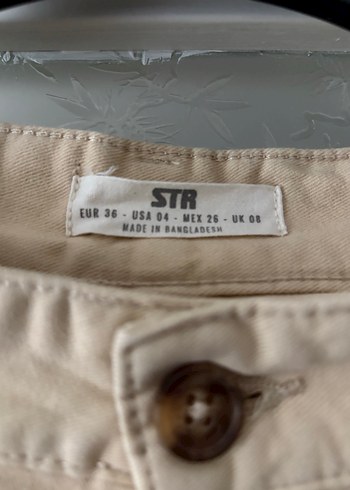 STR
EUR 36 - USA 04 - MEX 26 - UK 08
MADE IN BANGLADESH